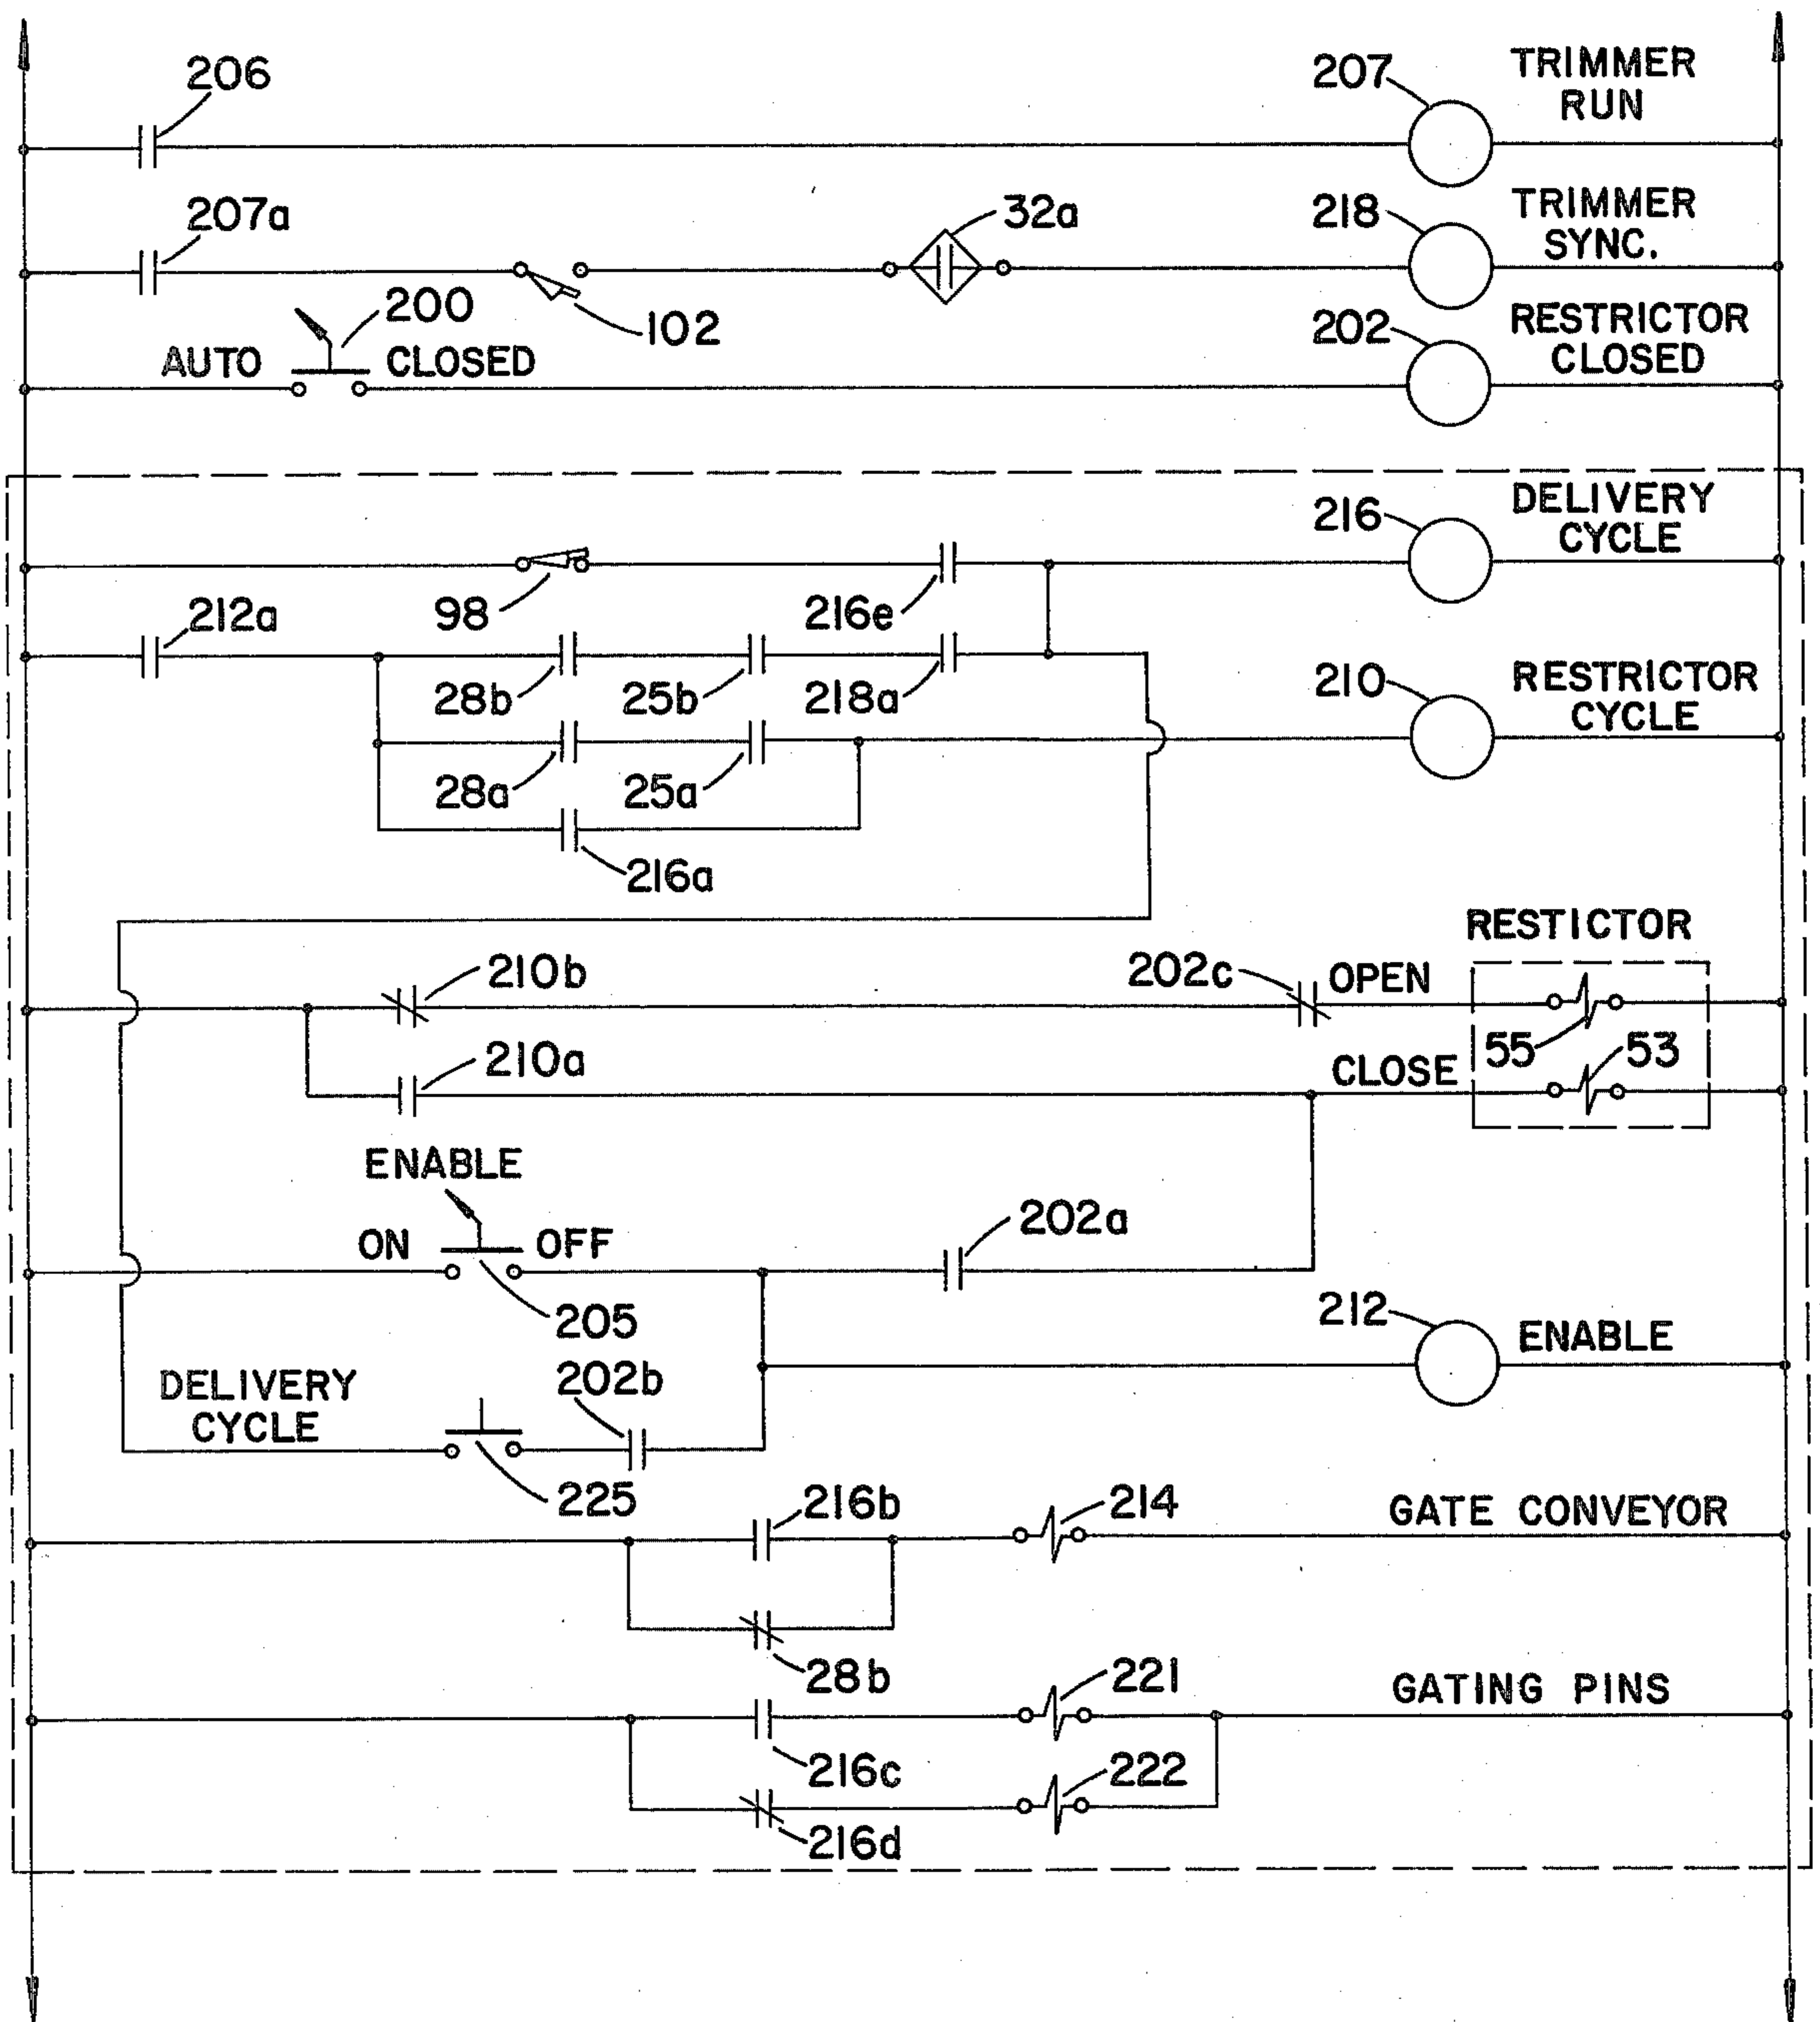 206
207
TRIMMER
RUN
207a
32a
218
TRIMMER
SYNC.
200
102
202
RESTRICTOR
CLOSED
AUTO
CLOSED
216
DELIVERY
CYCLE
212a
98
216e
28b
25b
218a
210
RESTRICTOR
CYCLE
28a
25a
216a
RESTICTOR
210b
202c
OPEN
55
53
210a
CLOSE
ENABLE
202a
ON
OFF
205
212
ENABLE
DELIVERY
CYCLE
202b
225
216b
214
GATE CONVEYOR
28b
221
GATING PINS
216c
222
216d